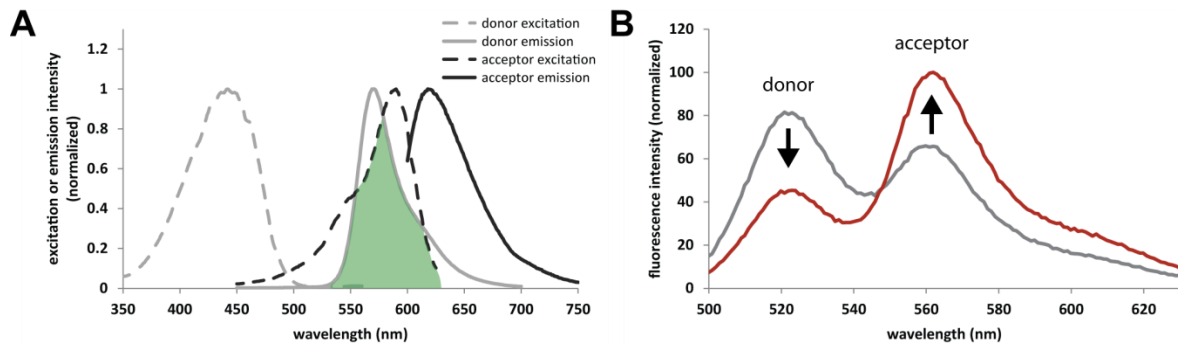 A
excitation or emission intensity
(normalized)
1.2
1
0.8
0.6
0.4
0.2
0
350 400 450 500 550 600 650 700 750
wavelength (nm)
donor excitation
donor emission
acceptor excitation
acceptor emission
B
fluorescence intensity (normalized)
120
100
80
60
40
20
0
500 520 540 560 580 600 620
wavelength (nm)
donor
acceptor